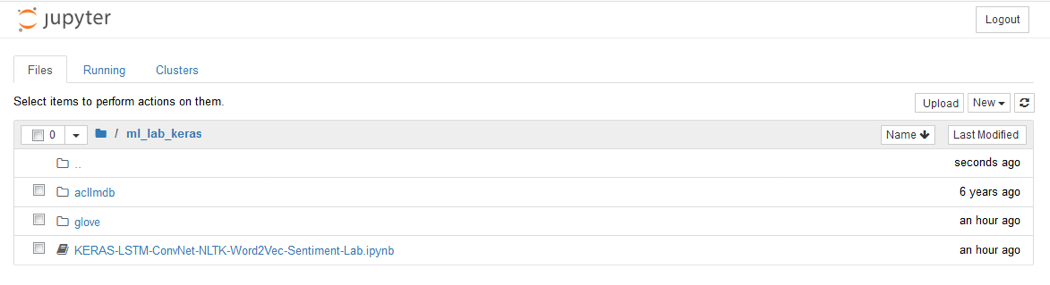 jupyter
Logout
Files Running Clusters
Select items to perform actions on them.
Upload New
0 / ml_lab_keras Name Last Modified
.. seconds ago
aclImdb 6 years ago
glove an hour ago
KERAS-LSTM-ConvNet-NLTK-Word2Vec-Sentiment-Lab.ipynb an hour ago